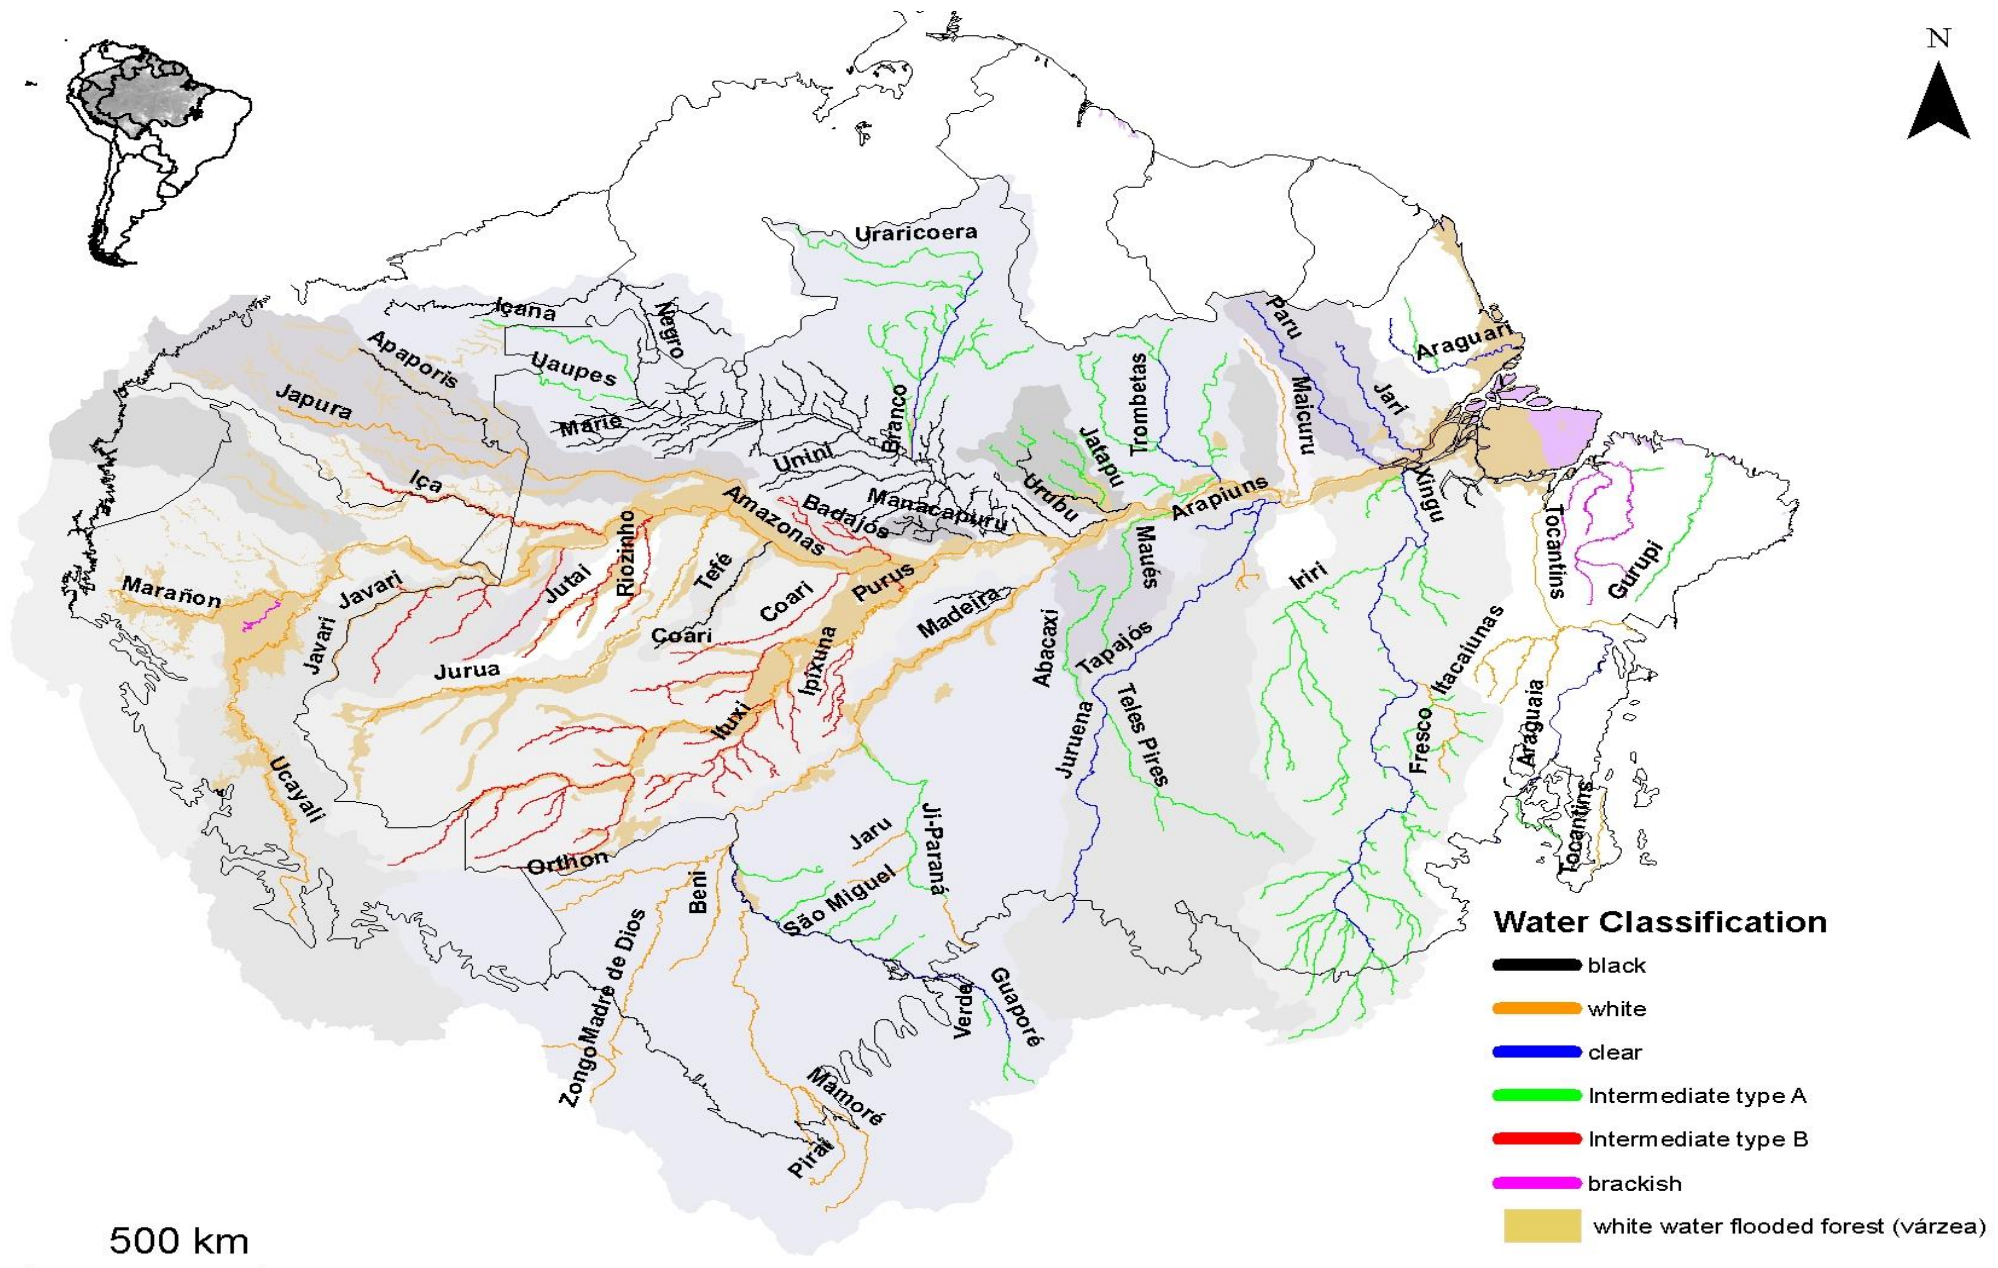 N
Uraricoera
Içana
Negro
Paru
Araguari
Apaporis
Uaupes
Trombetas
Maicuru
Jari
Japura
Marie
Branco
Uninl
Jatapu
Iça
Amazonas
Badajós
Manacapuru
Urubu
Arapiuns
Xingu
Tocantins
Riozinho
Maués
Gurupi
Marañon
Javari
Jutai
Tefe
Coari
Purus
Madeira
Iriri
Javari
Coari
Ipixuna
Abacaxi
Tapajós
Itacaiunas
Jurua
Ituxi
Juruena
Teles Pires
Fresco
Araguaia
Ucayali
Tocantins
Jaru
Ji-Paraná
Orthon
Beni
São Miguel
Madre de Dios
Zongo
Verde
Guaporé
Mamoré
Piraí
Water Classification
black
white
clear
Intermediate type A
Intermediate type B
brackish
white water flooded forest (várzea)
500 km